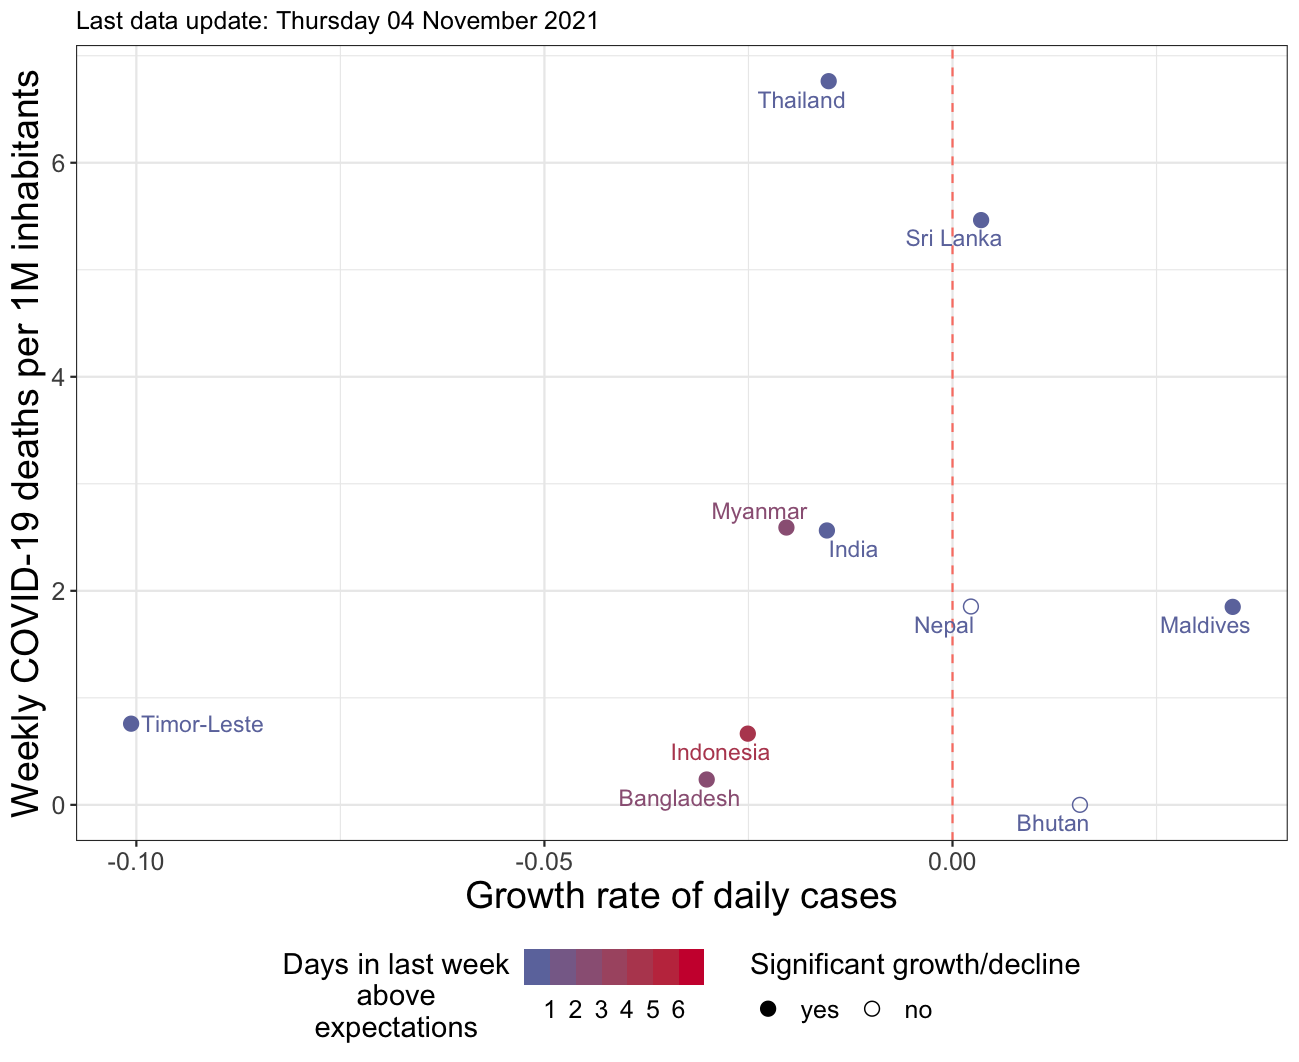 Last data update: Thursday 04 November 2021
Weekly COVID-19 deaths per 1M inhabitants
6
4
2
0
Thailand
Sri Lanka
Myanmar
India
Nepal
Maldives
Timor-Leste
Indonesia
Bangladesh
Bhutan
-0.10
-0.05
0.00
Growth rate of daily cases
Days in last week
above
expectations
1 2 3 4 5 6
Significant growth/decline
yes
no